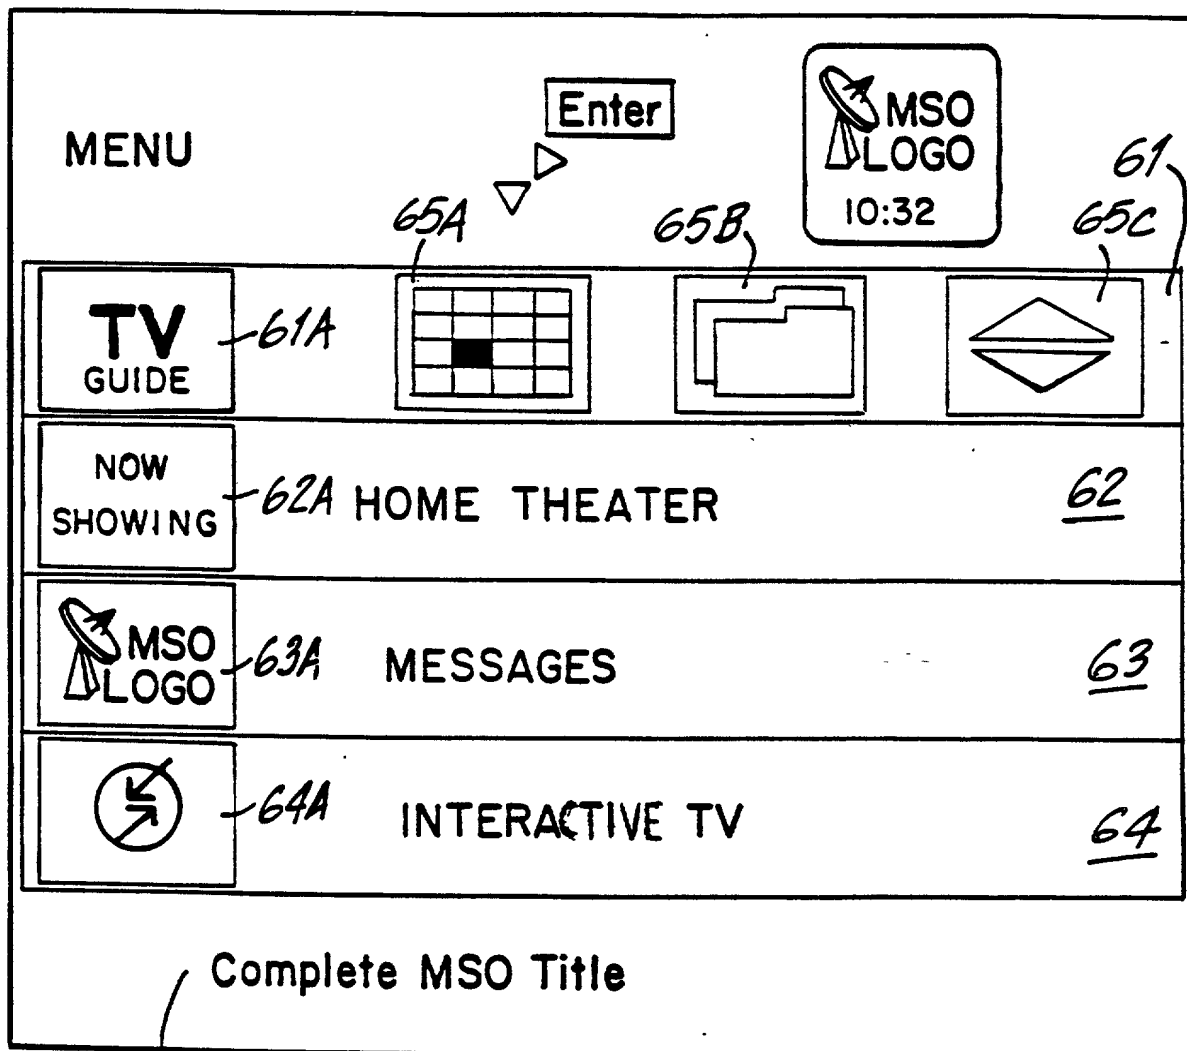 MENU
Enter
MSO
LOGO
10:32
61
65A
65B
65C
TV
GUIDE
61A
NOW
SHOWING
62A
HOME THEATER
62
MSO
LOGO
63A
MESSAGES
63
64A
INTERACTIVE TV
64
Complete MSO Title